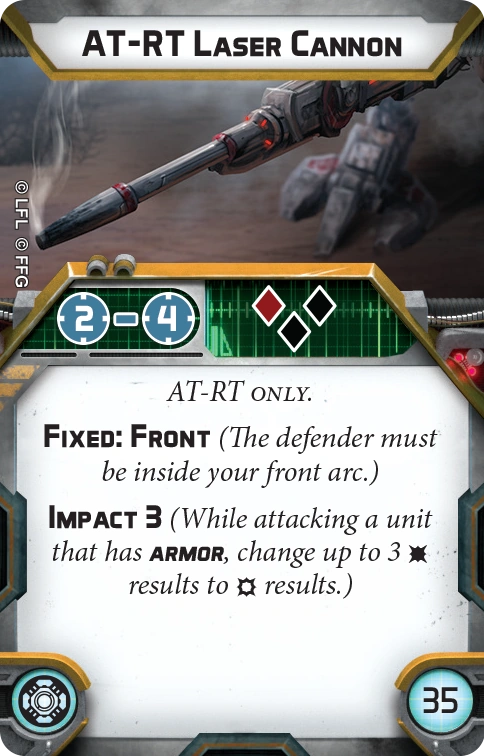 AT-RT LASER CANNON
© LFL © FFG
2-4
AT-RT ONLY.
FIXED: FRONT (The defender must
be inside your front arc.)
IMPACT 3 (While attacking a unit
that has ARMOR, change up to 3
results to results.)
35